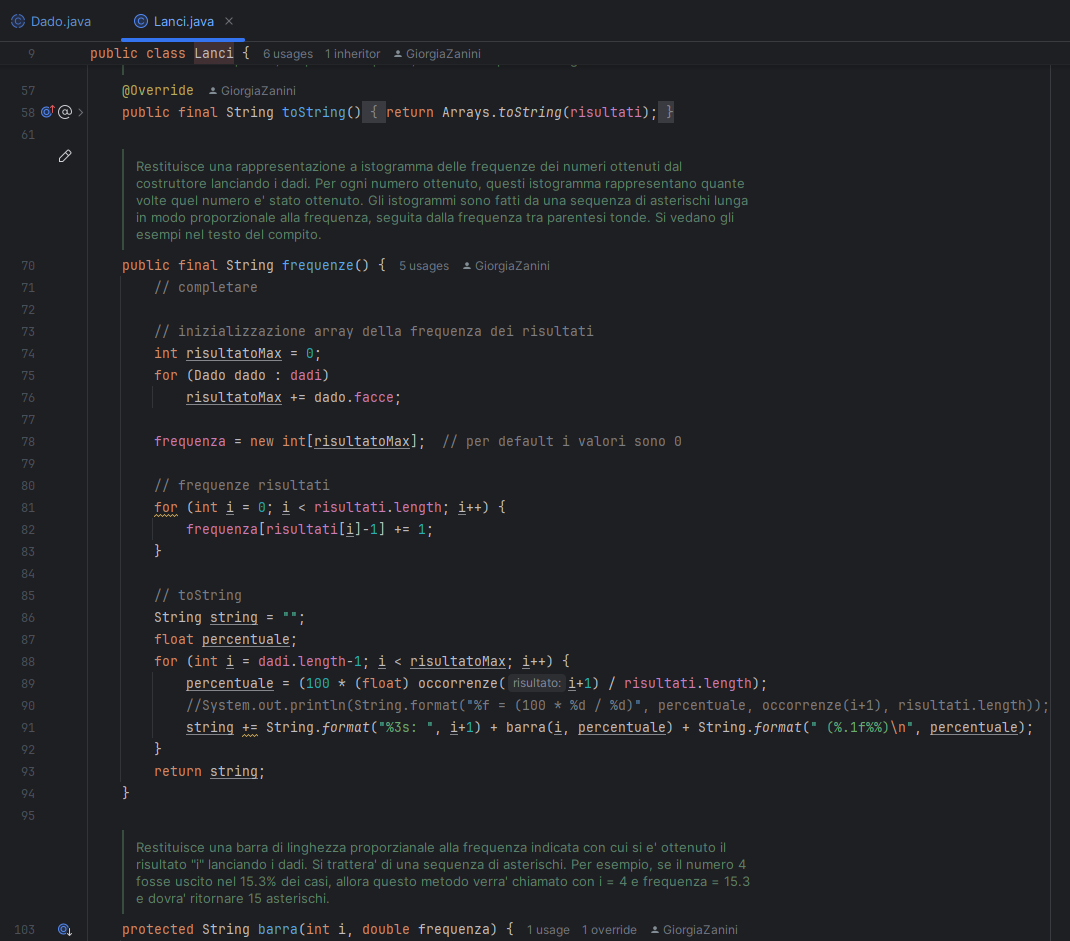 Dado.java Lanci.java
9 public class Lanci { 6 usages 1 inheritor GiorgiaZanini
57 @Override GiorgiaZanini
58 public final String toString() { return Arrays.toString(risultati); }
61
Restituisce una rappresentazione a istogramma delle frequenze dei numeri ottenuti dal
costruttore lanciando i dadi. Per ogni numero ottenuto, questi istogramma rappresentano quante
volte quel numero e' stato ottenuto. Gli istogrammi sono fatti da una sequenza di asterischi lunga
in modo proporzionale alla frequenza, seguita dalla frequenza tra parentesi tonde. Si vedano gli
esempi nel testo del compito.
70 public final String frequenze() { 5 usages GiorgiaZanini
71 // completare
72
73 // inizializzazione array della frequenza dei risultati
74 int risultatoMax = 0;
75 for (Dado dado : dadi)
76 risultatoMax += dado.facce;
77
78 frequenza = new int[risultatoMax]; // per default i valori sono 0
79
80 // frequenze risultati
81 for (int i = 0; i < risultati.length; i++) {
82 frequenza[risultati[i]-1] += 1;
83 }
84
85 // toString
86 String string = "";
87 float percentuale;
88 for (int i = dadi.length-1; i < risultatoMax; i++) {
89 percentuale = (100 * (float) occorrenze( risultato: i+1) / risultati.length);
90 //System.out.println(String.format("%f = (100 * %d / %d)", percentuale, occorrenze(i+1), risultati.length));
91 string += String.format("%3s: ", i+1) + barra(i, percentuale) + String.format(" (%.1f%%)\n", percentuale);
92 }
93 return string;
94 }
95
Restituisce una barra di linghezza proporzianale alla frequenza indicata con cui si e' ottenuto il
risultato "i" lanciando i dadi. Si trattera' di una sequenza di asterischi. Per esempio, se il numero 4
fosse uscito nel 15.3% dei casi, allora questo metodo verra' chiamato con i = 4 e frequenza = 15.3
e dovra' ritornare 15 asterischi.
103 protected String barra(int i, double frequenza) { 1 usage 1 override GiorgiaZanini